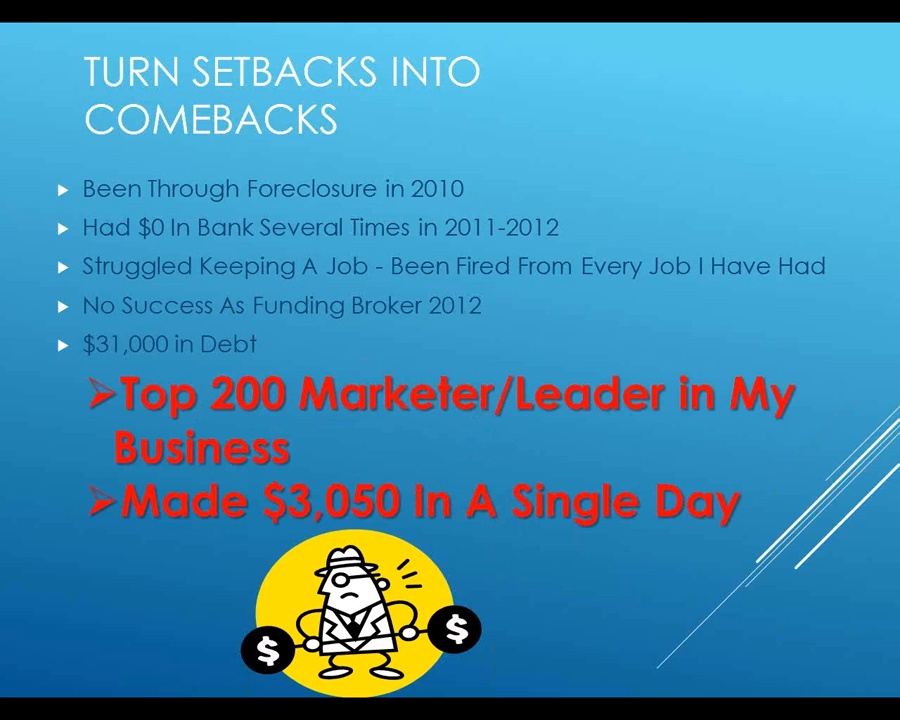 TURN SETBACKS INTO
COMEBACKS
Been Through Foreclosure in 2010
Had $0 In Bank Several Times in 2011-2012
Struggled Keeping A Job - Been Fired From Every Job I Have Had
No Success As Funding Broker 2012
$31,000 in Debt
Top 200 Marketer/Leader in My
Business
Made $3,050 In A Single Day
$ $